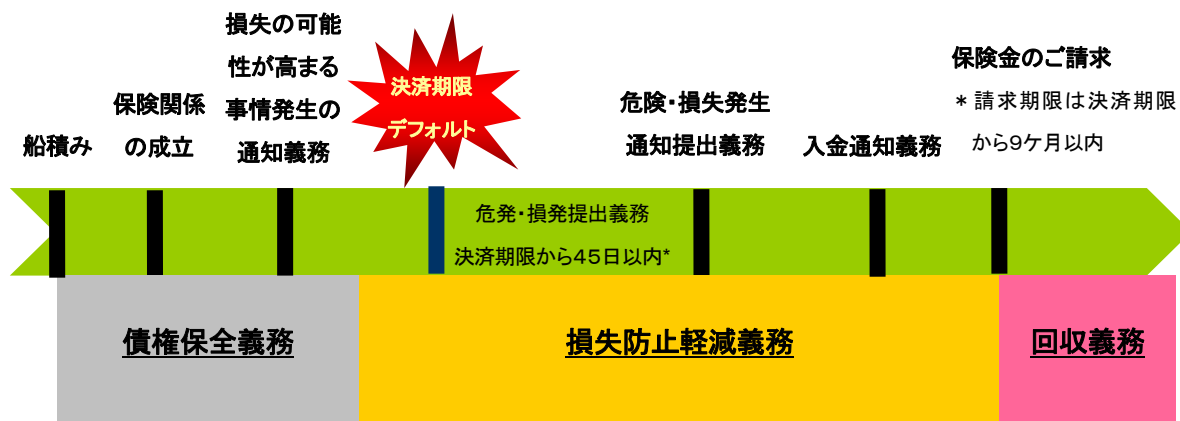 船積み
保険関係
の成立
損失の可能
性が高まる
事情発生の
通知義務
決済期限
デフォルト
危険・損失発生
通知提出義務
入金通知義務
保険金のご請求
＊請求期限は決済期限
から9ケ月以内
危発・損発提出義務
決済期限から45日以内*
債権保全義務
損失防止軽減義務
回収義務